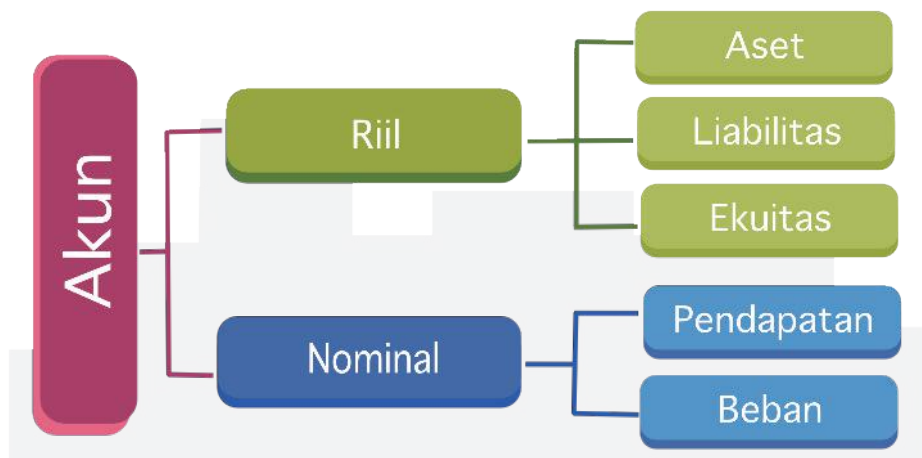 Akun
Riil
Aset
Liabilitas
Ekuitas
Nominal
Pendapatan
Beban